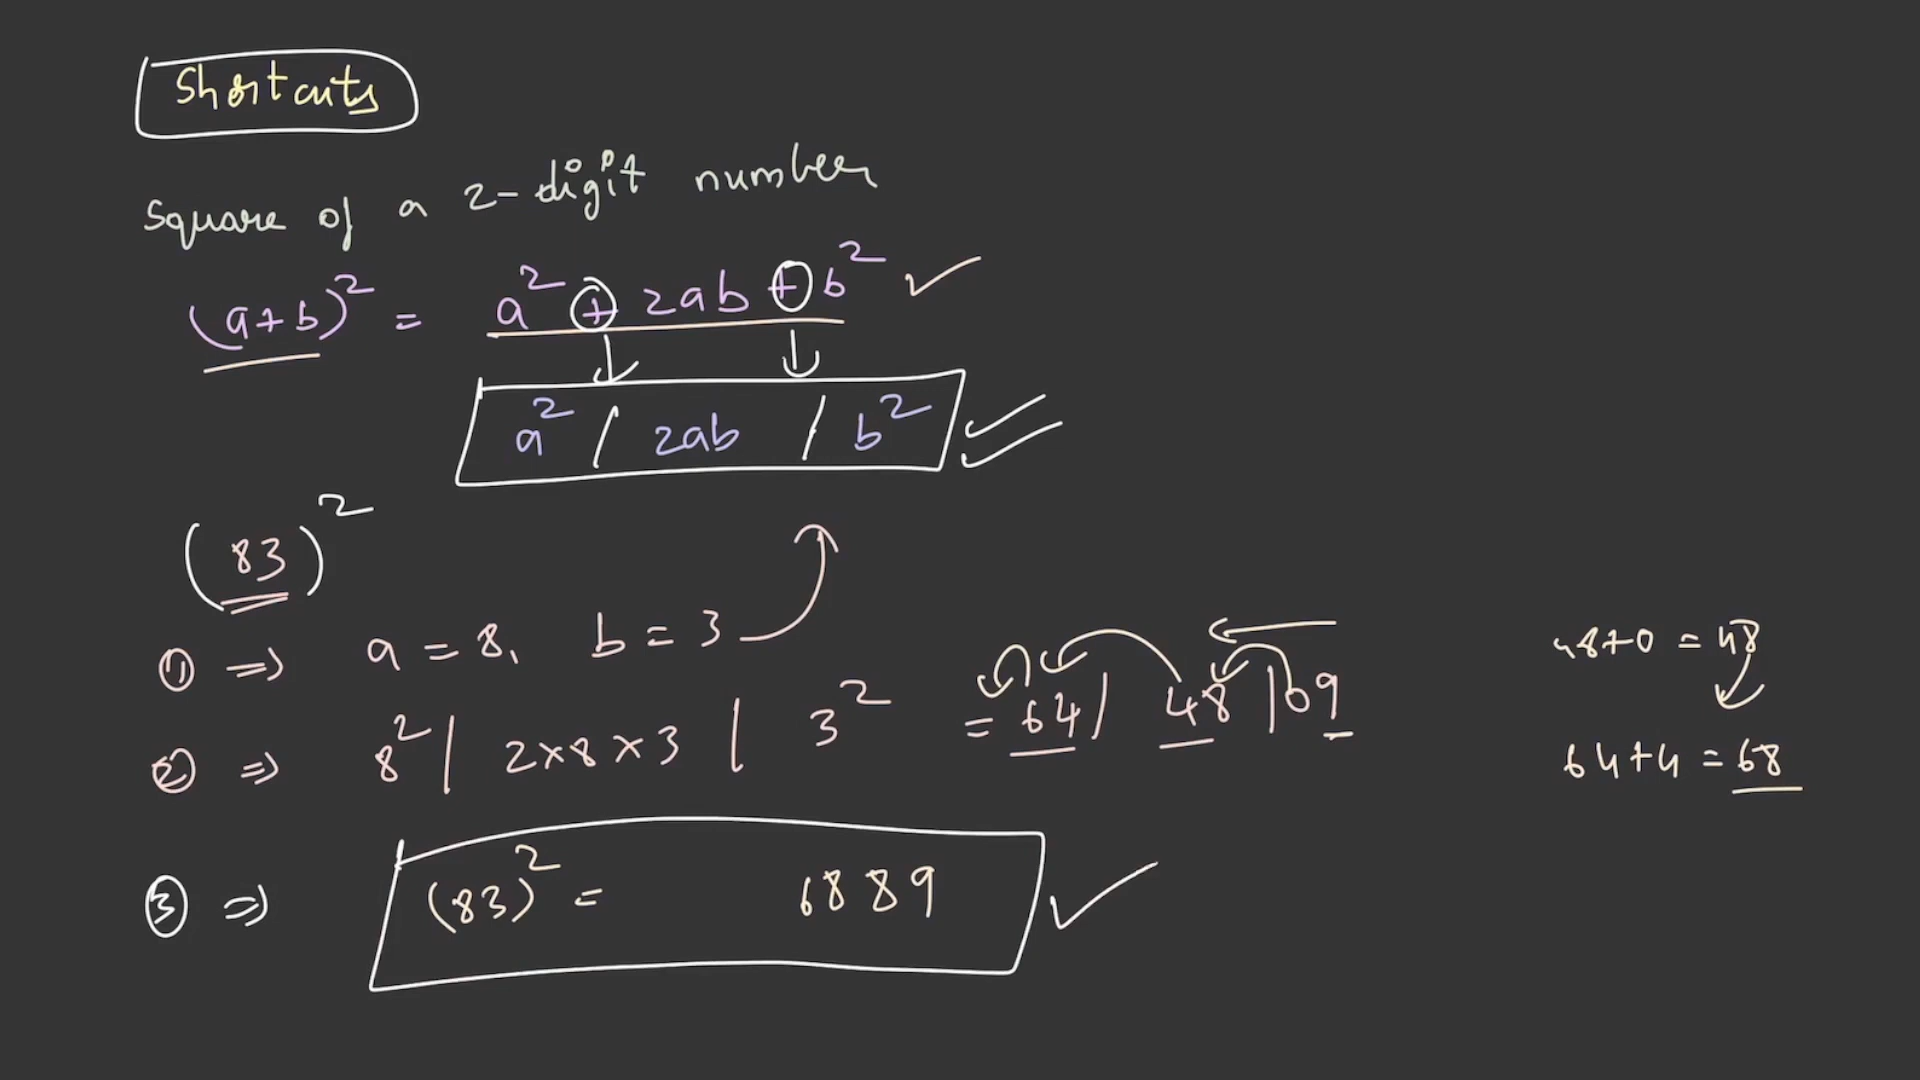 Shortcuts
Square of a 2-digit number
(a+b)² = a² + 2ab + b²
a² / 2ab / b²
(83)²
① ⇒ a = 8, b = 3
② ⇒ 8² | 2×8×3 | 3² = 64 | 48 | 09
48+0 = 48
64+4 = 68
③ ⇒ (83)² = 6889